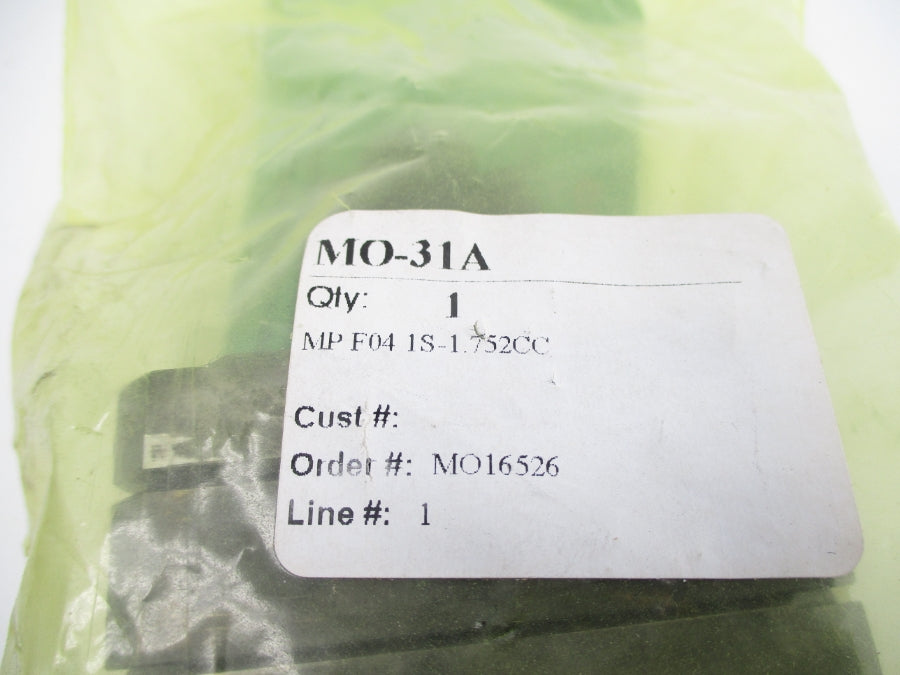 MO-31A
Qty: 1
MP F04 1S-1.752CC
Cust #:
Order #: MO16526
Line #: 1